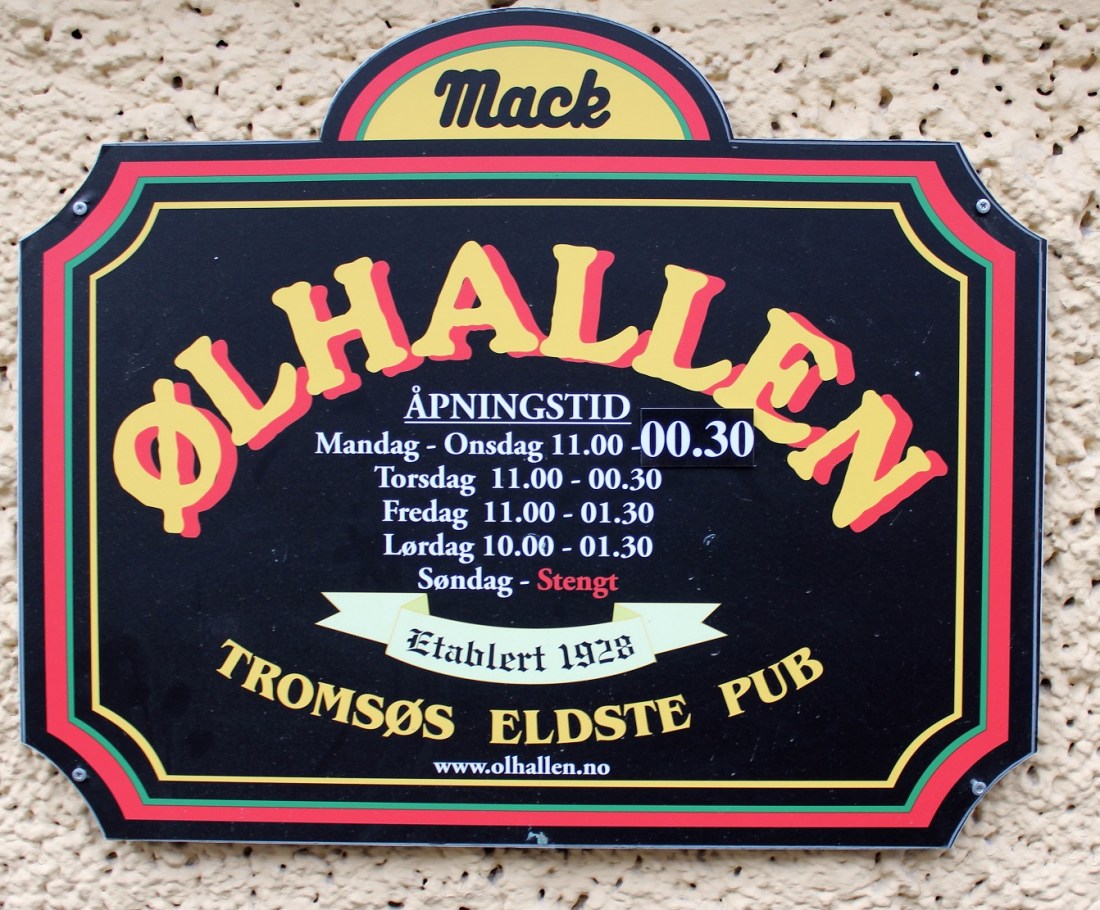 Mack
ØLHALLEN
ÅPNINGSTID
Mandag - Onsdag 11.00 -00.30
Torsdag 11.00 - 00.30
Fredag 11.00 - 01.30
Lørdag 10.00 - 01.30
Søndag - Stengt
Etablert 1928
TROMSØS ELDSTE PUB
www.olhallen.no